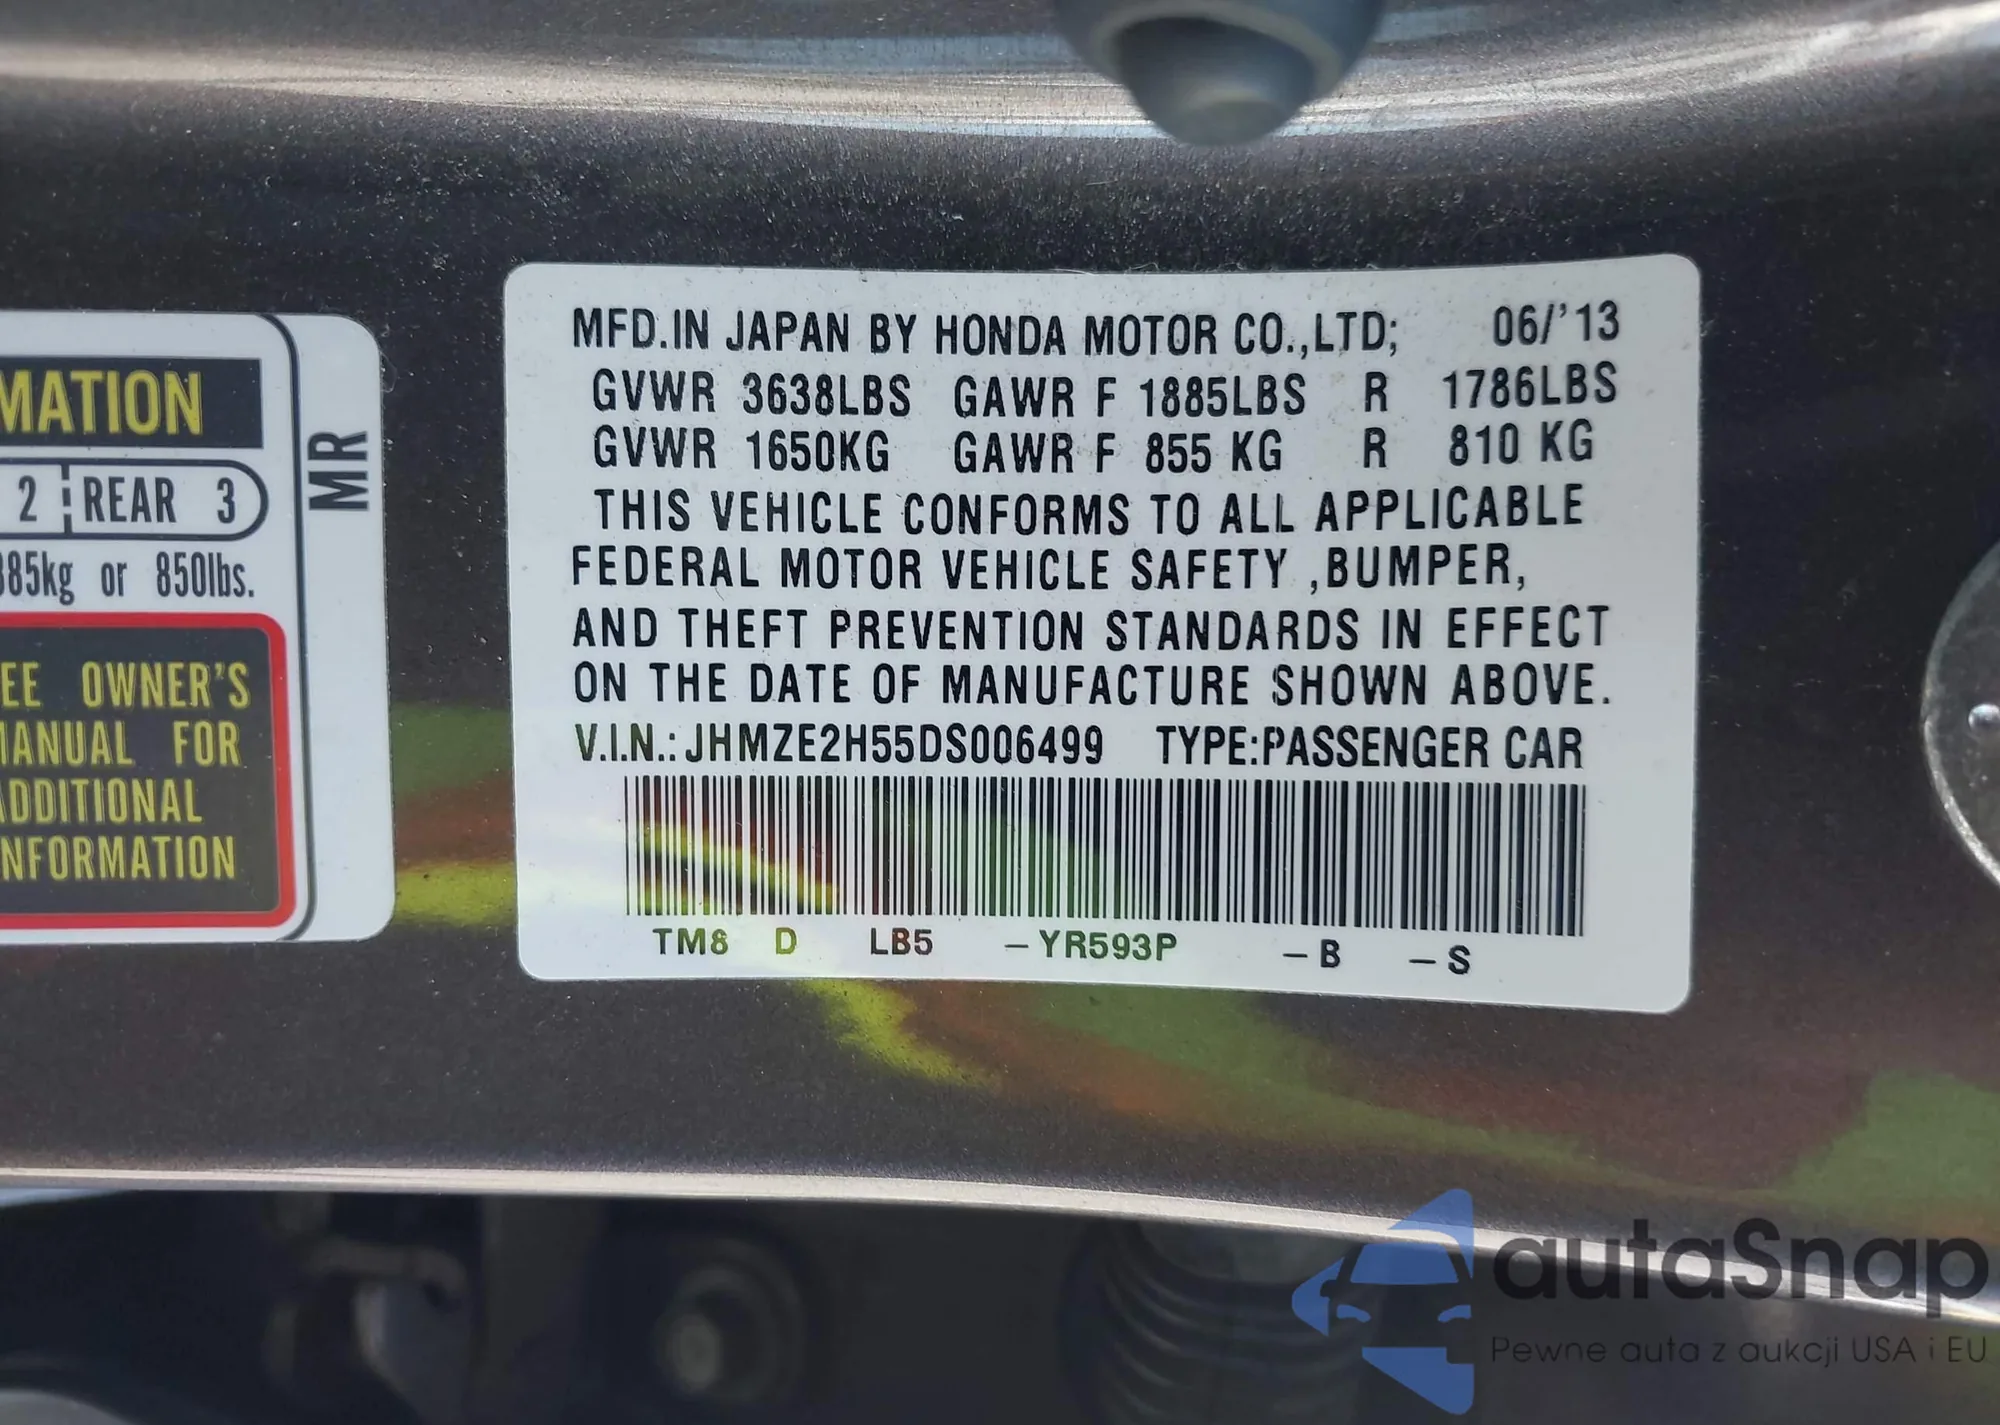 MATION
2 REAR 3
385kg or 850lbs.
EE OWNER'S
MANUAL FOR
ADDITIONAL
INFORMATION
MR
MFD.IN JAPAN BY HONDA MOTOR CO.,LTD; 06/'13
GVWR 3638LBS GAWR F 1885LBS R 1786LBS
GVWR 1650KG GAWR F 855 KG R 810 KG
THIS VEHICLE CONFORMS TO ALL APPLICABLE
FEDERAL MOTOR VEHICLE SAFETY ,BUMPER,
AND THEFT PREVENTION STANDARDS IN EFFECT
ON THE DATE OF MANUFACTURE SHOWN ABOVE.
V.I.N.: JHMZE2H55DS006499 TYPE:PASSENGER CAR
TM8 D LB5 -YR593P -B -S
autaSnap
Pewne auta z aukcji USA i EU